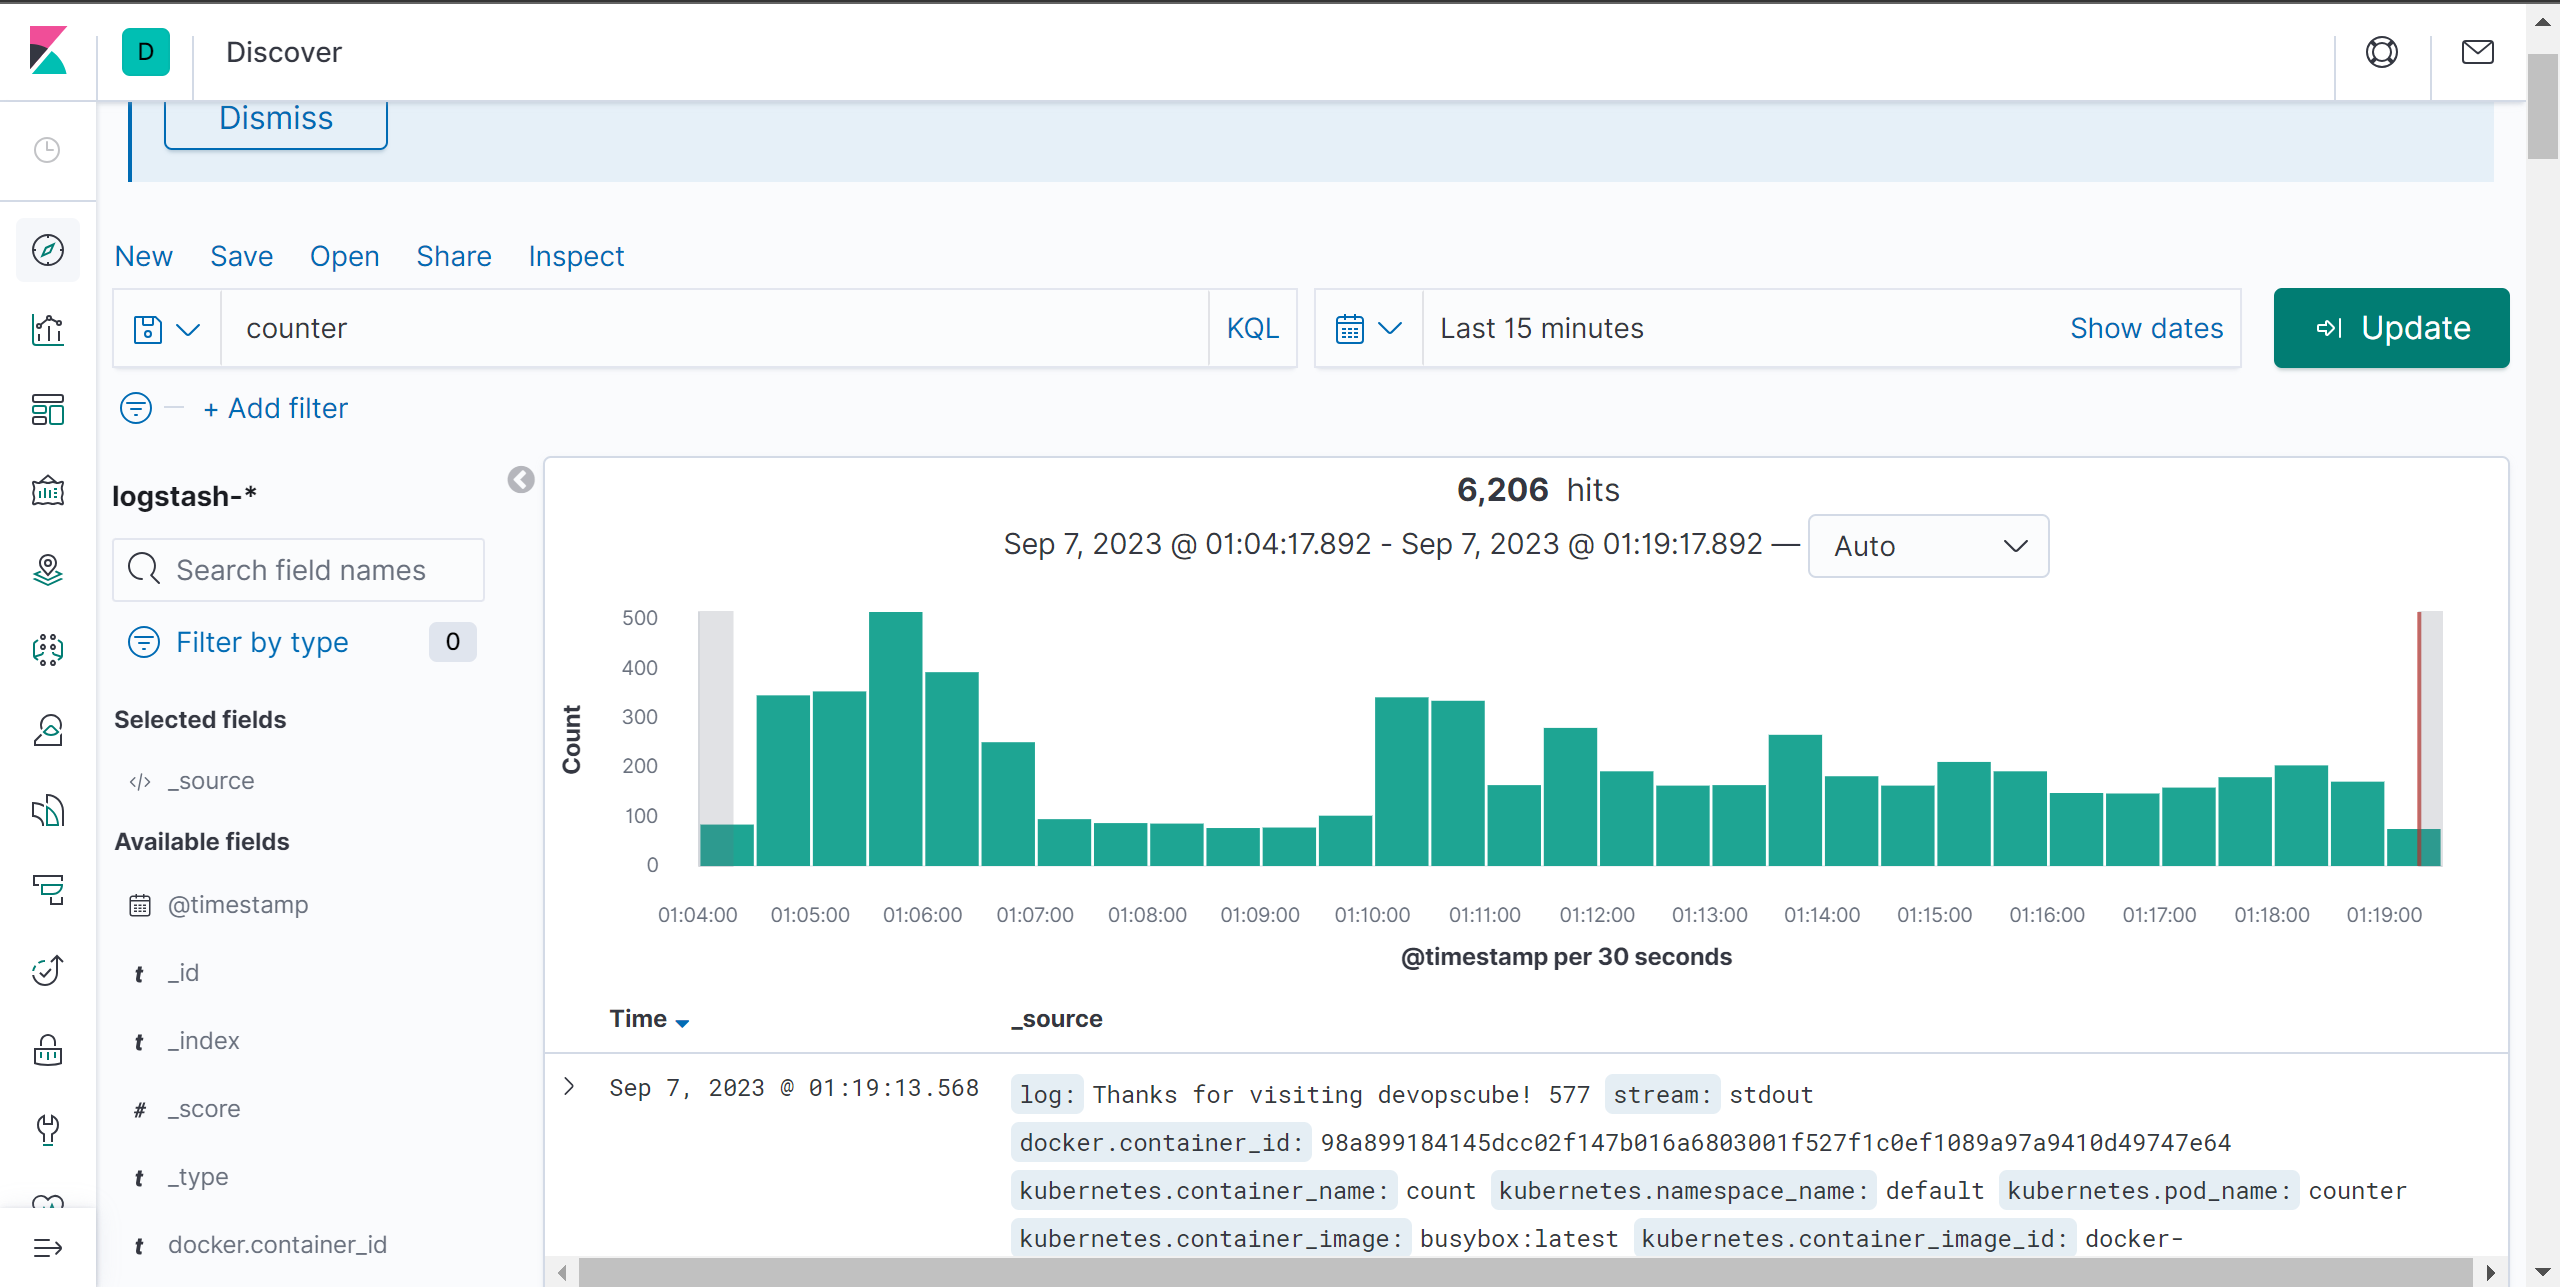 D Discover
Dismiss
New Save Open Share Inspect
counter KQL Last 15 minutes Show dates Update
+ Add filter
logstash-*
Search field names
Filter by type 0
Selected fields
_source
Available fields
@timestamp
t _id
t _index
# _score
t _type
t docker.container_id
6,206 hits
Sep 7, 2023 @ 01:04:17.892 - Sep 7, 2023 @ 01:19:17.892 — Auto
Count
500
400
300
200
100
0
01:04:00 01:05:00 01:06:00 01:07:00 01:08:00 01:09:00 01:10:00 01:11:00 01:12:00 01:13:00 01:14:00 01:15:00 01:16:00 01:17:00 01:18:00 01:19:00
@timestamp per 30 seconds
Time _source
Sep 7, 2023 @ 01:19:13.568 log: Thanks for visiting devopscube! 577 stream: stdout
docker.container_id: 98a899184145dcc02f147b016a6803001f527f1c0ef1089a97a9410d49747e64
kubernetes.container_name: count kubernetes.namespace_name: default kubernetes.pod_name: counter
kubernetes.container_image: busybox:latest kubernetes.container_image_id: docker-